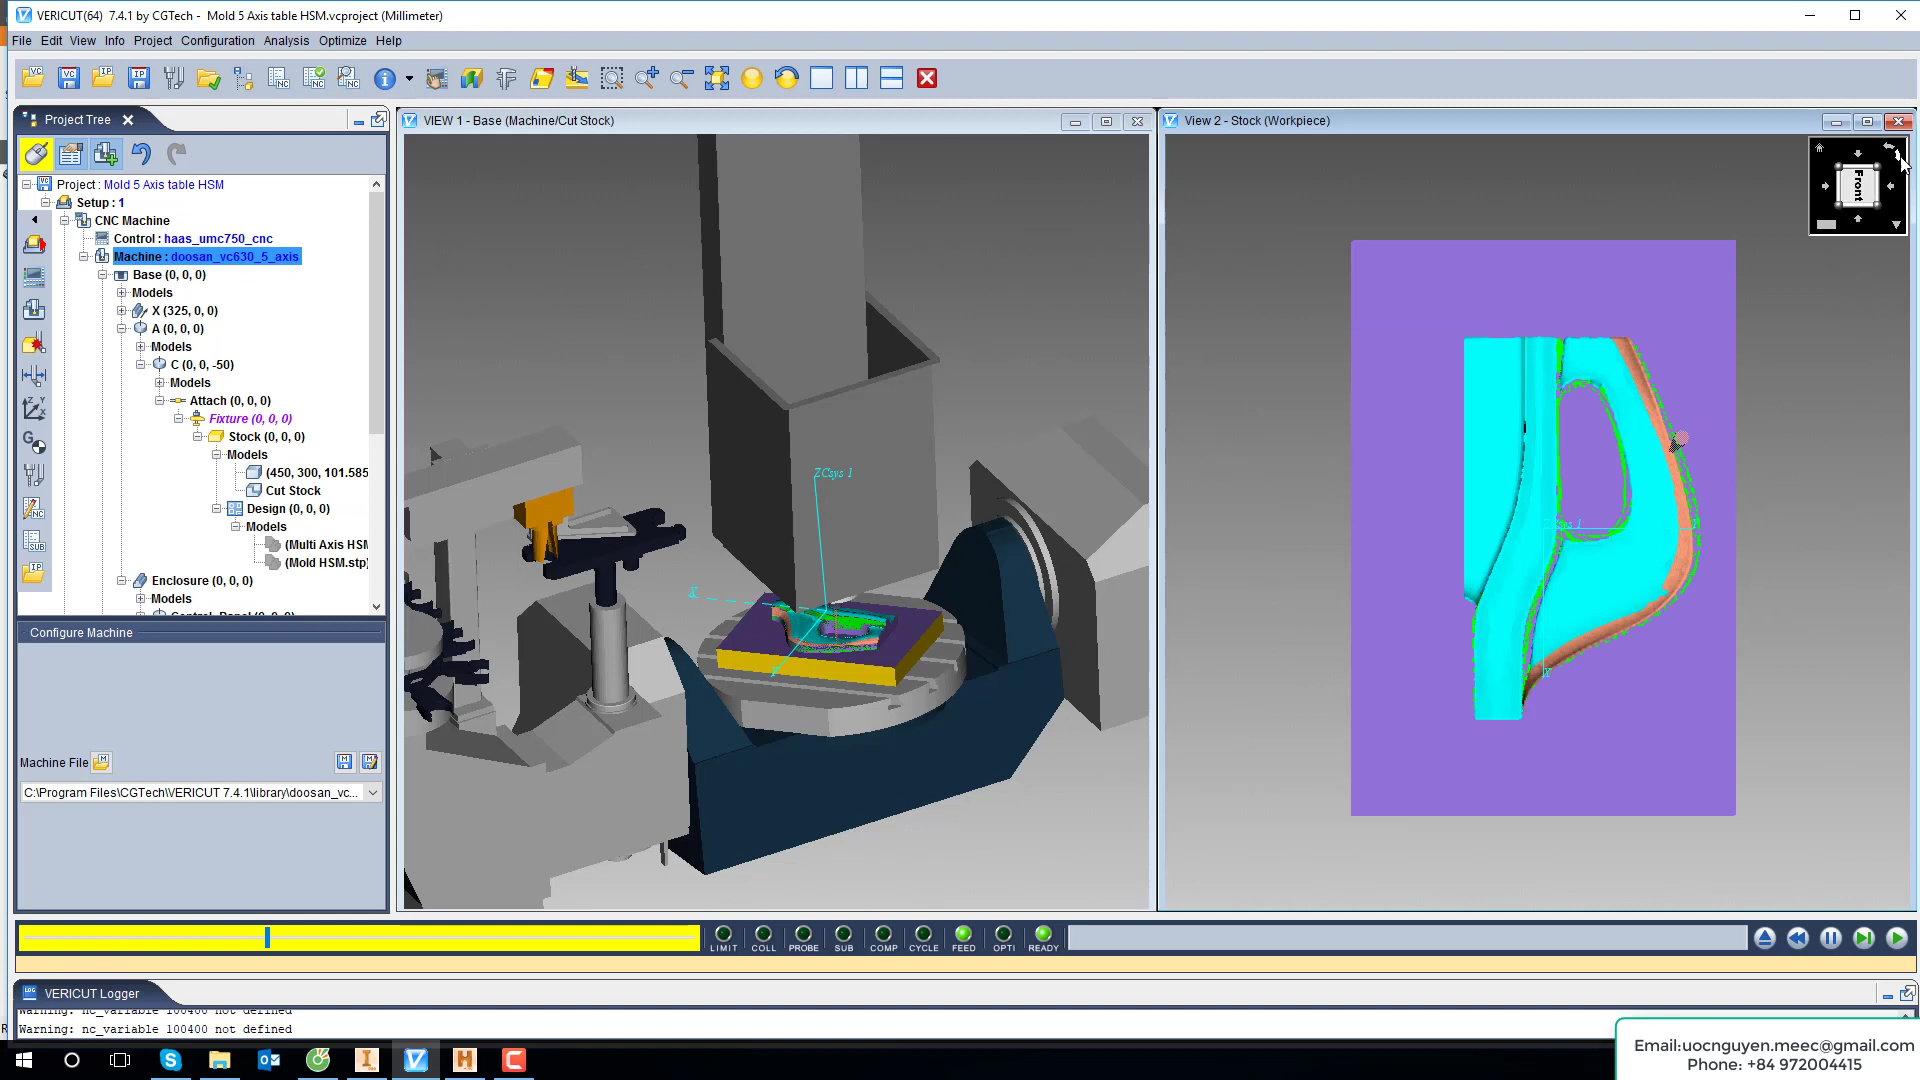 VERICUT(64)  7.4.1 by CGTech -  Mold 5 Axis table HSM.vcproject (Millimeter)
File Edit View Info Project Configuration Analysis Optimize Help
Project Tree
VIEW 1 - Base (Machine/Cut Stock)
View 2 - Stock (Workpiece)
Project : Mold 5 Axis table HSM
Setup : 1
CNC Machine
Control : haas_umc750_cnc
Machine : doosan_vc630_5_axis
Base (0, 0, 0)
Models
X (325, 0, 0)
A (0, 0, 0)
Models
C (0, 0, -50)
Models
Attach (0, 0, 0)
Fixture (0, 0, 0)
Stock (0, 0, 0)
Models
(450, 300, 101.585
Cut Stock
Design (0, 0, 0)
Models
(Multi Axis HSM
(Mold HSM.stp)
Enclosure (0, 0, 0)
Models
Configure Machine
Machine File
C:\Program Files\CGTech\VERICUT 7.4.1\library\doosan_vc...
ZCsys 1
X
Y
Front
LIMIT COLL PROBE SUB COMP CYCLE FEED OPTI READY
VERICUT Logger
Warning: nc_variable 100400 not defined
Warning: nc_variable 100400 not defined
Email:uocnguyen.meec@gmail.com
Phone: +84 972004415